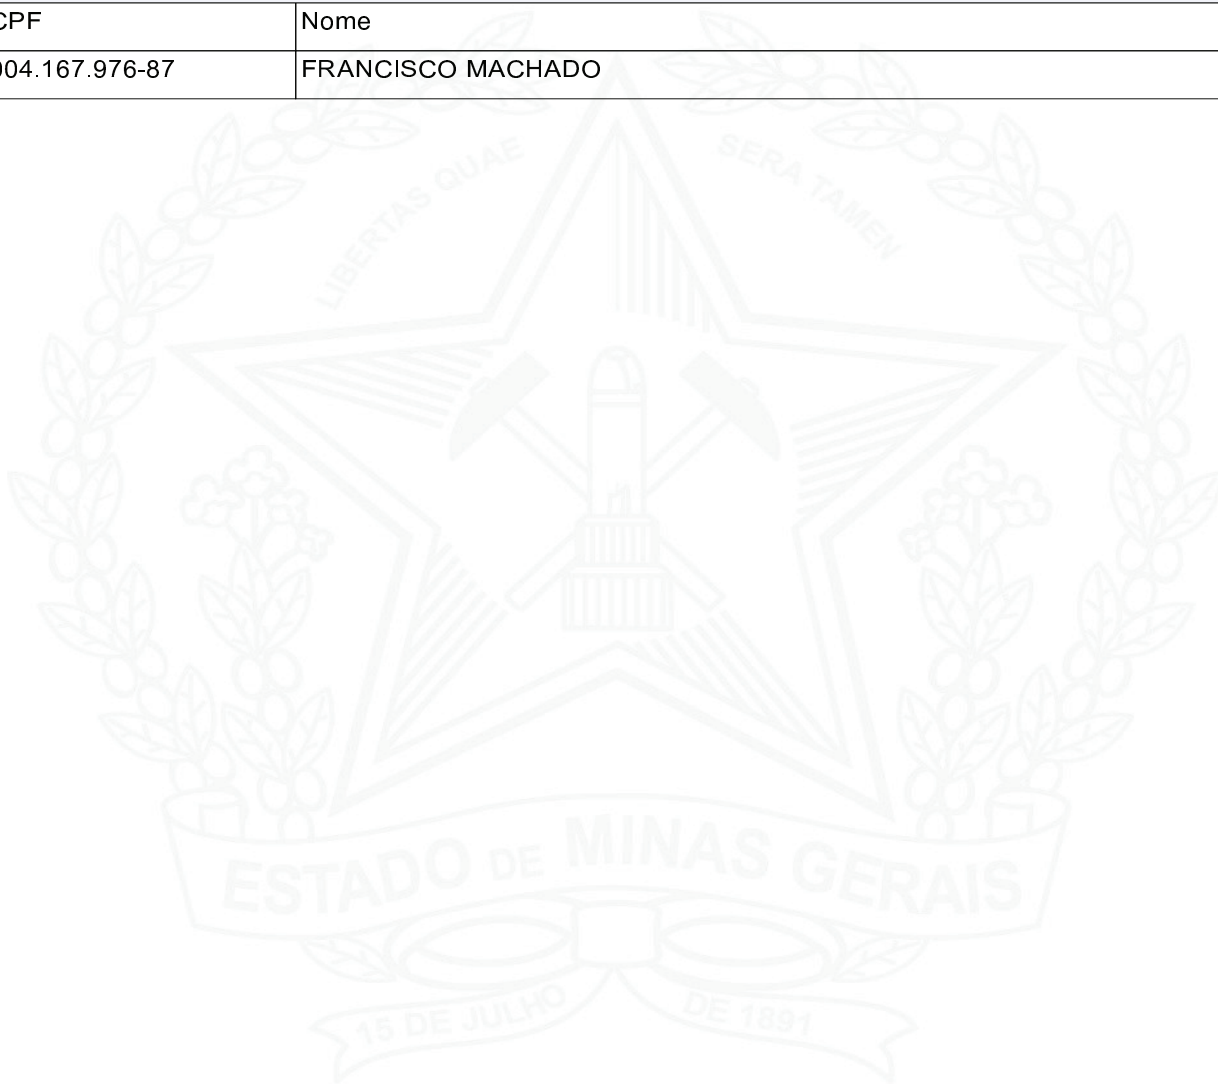 CPF Nome
004.167.976-87 FRANCISCO MACHADO
LIBERTAS QUAE SERA TAMEN
ESTADO DE MINAS GERAIS
15 DE JULHO DE 1891